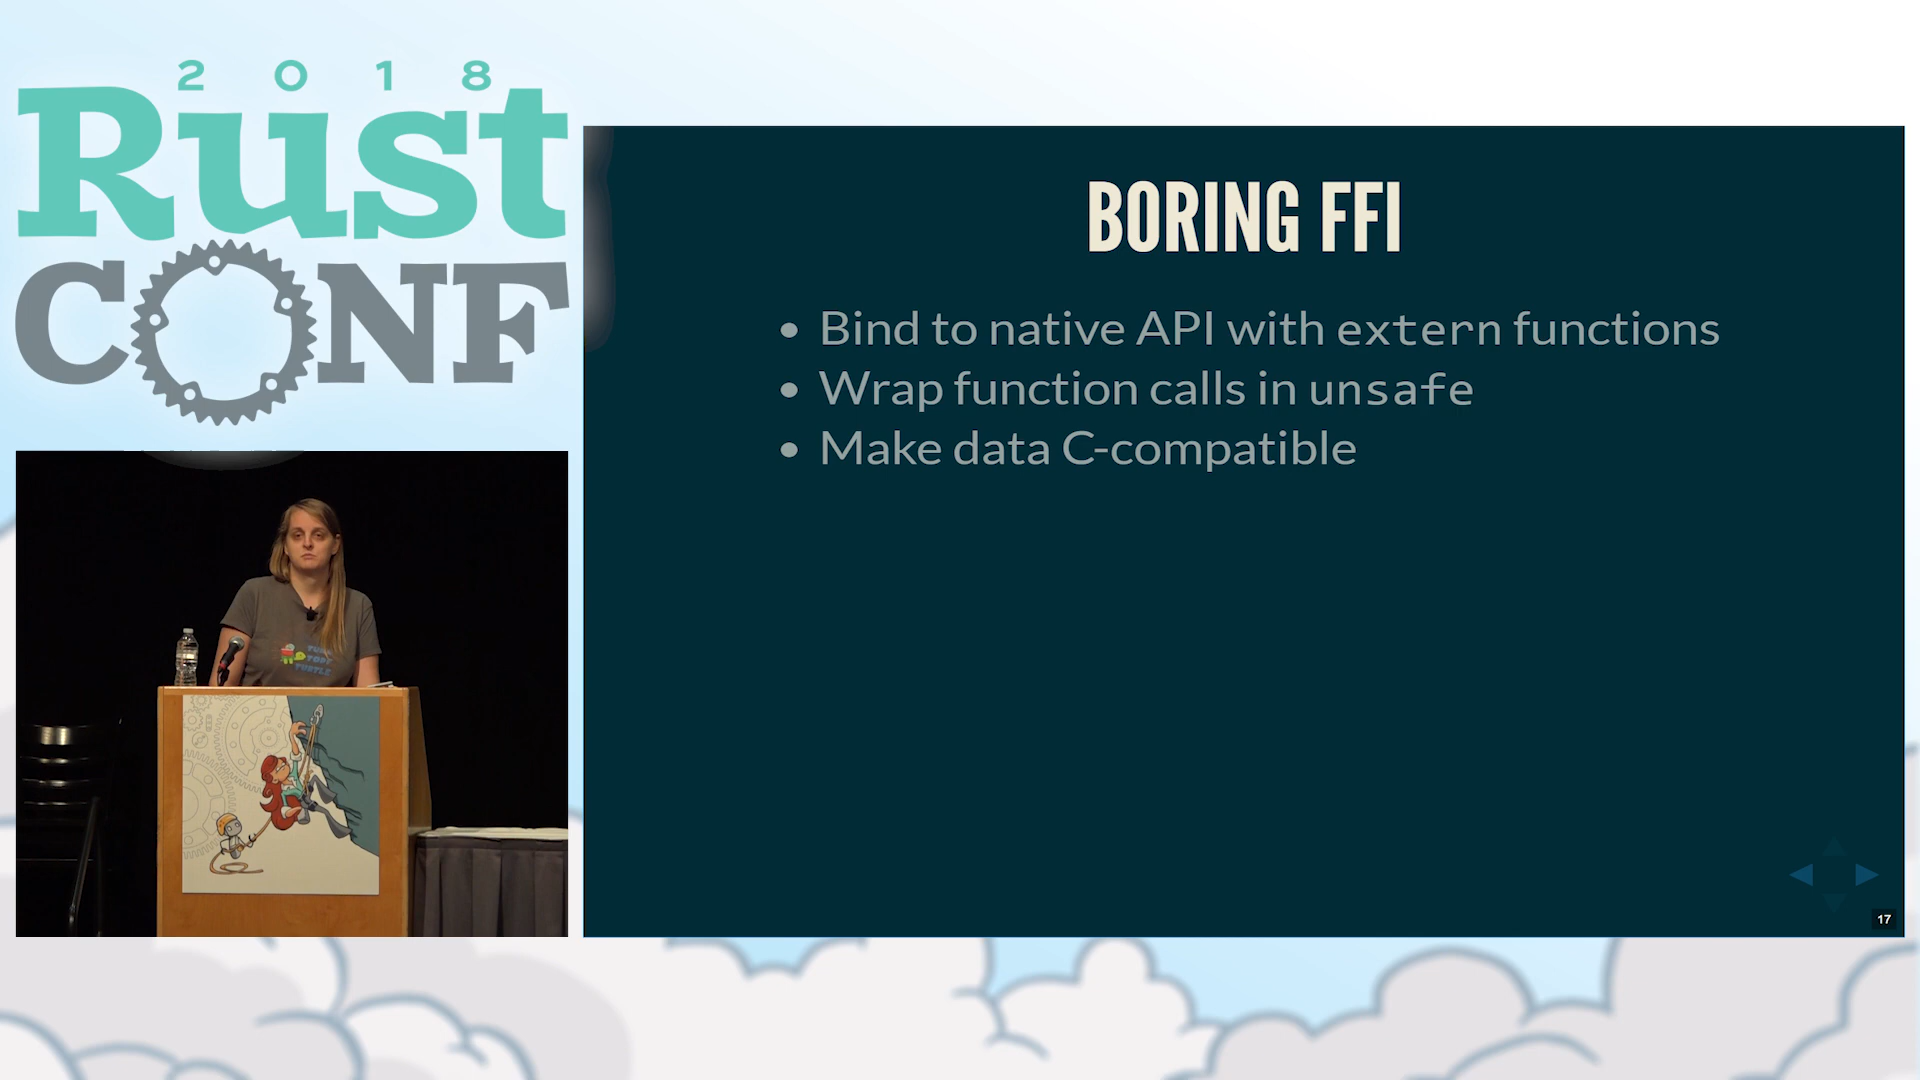 2018
Rust
CONF
BORING FFI
• Bind to native API with extern functions
• Wrap function calls in unsafe
• Make data C-compatible
TURTLE
17